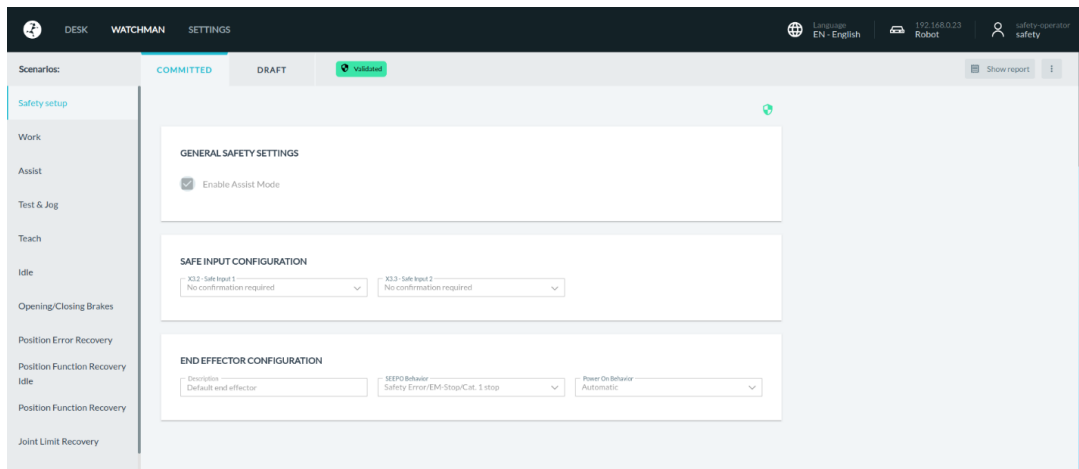 DESK WATCHMAN SETTINGS
Language
EN - English
192.168.0.23
Robot
safety-operator
safety
Scenarios:
COMMITTED DRAFT Validated Show report
Safety setup
Work
Assist
Test & Jog
Teach
Idle
Opening/Closing Brakes
Position Error Recovery
Position Function Recovery
Idle
Position Function Recovery
Joint Limit Recovery
GENERAL SAFETY SETTINGS
Enable Assist Mode
SAFE INPUT CONFIGURATION
X3.2 - Safe Input 1
No confirmation required
X3.3 - Safe Input 2
No confirmation required
END EFFECTOR CONFIGURATION
Description
Default end effector
SEEPO Behavior
Safety Error/EM-Stop/Cat. 1 stop
Power On Behavior
Automatic